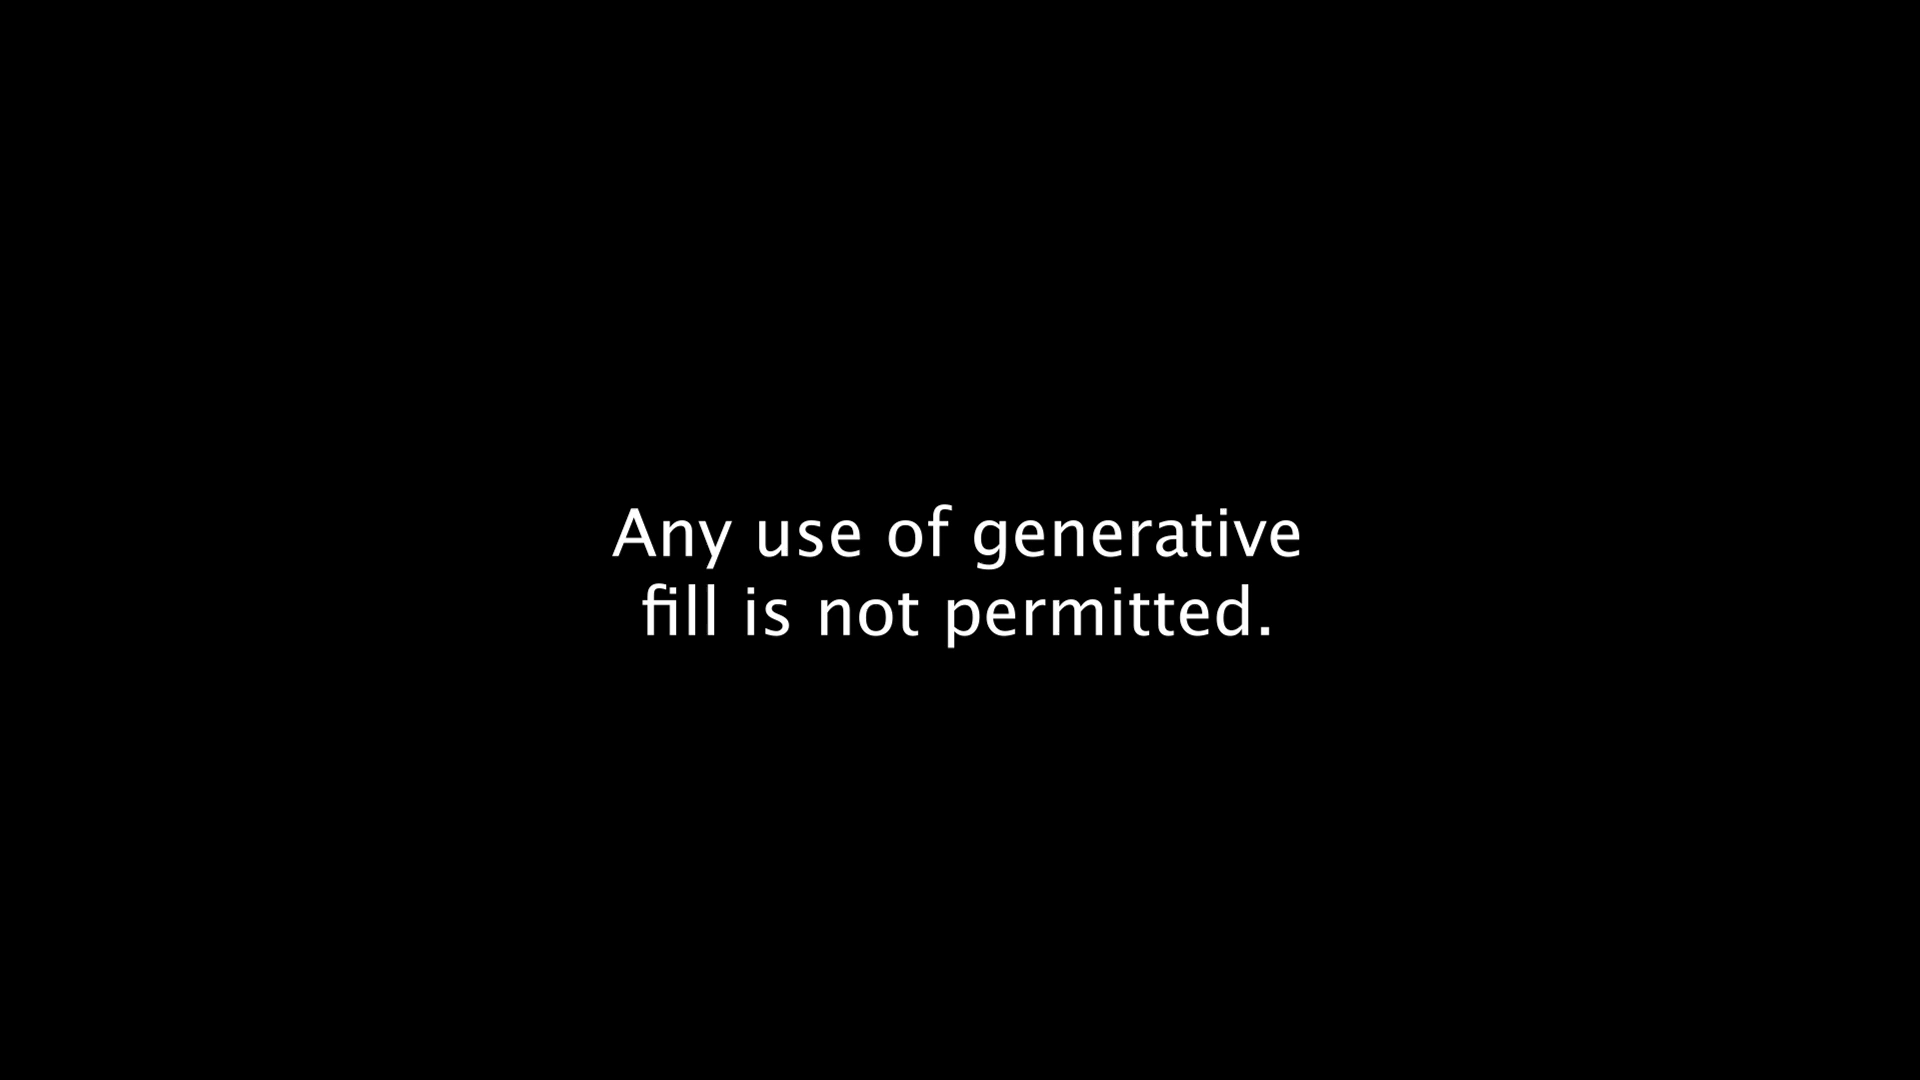 Any use of generative
fill is not permitted.